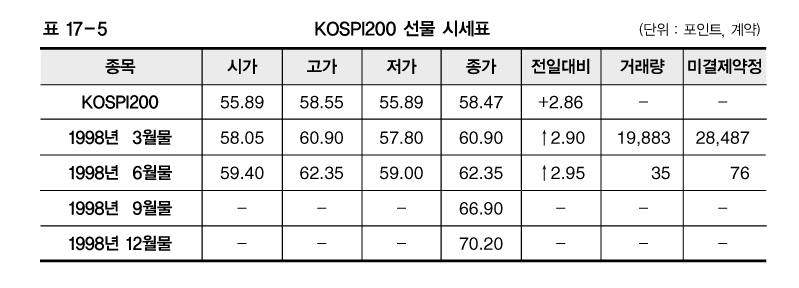 표 17-5 KOSPI200 선물 시세표 (단위 : 포인트, 계약)
종목 시가 고가 저가 종가 전일대비 거래량 미결제약정
KOSPI200 55.89 58.55 55.89 58.47 +2.86 – –
1998년 3월물 58.05 60.90 57.80 60.90 ↑2.90 19,883 28,487
1998년 6월물 59.40 62.35 59.00 62.35 ↑2.95 35 76
1998년 9월물 – – – 66.90 – – –
1998년 12월물 – – – 70.20 – – –